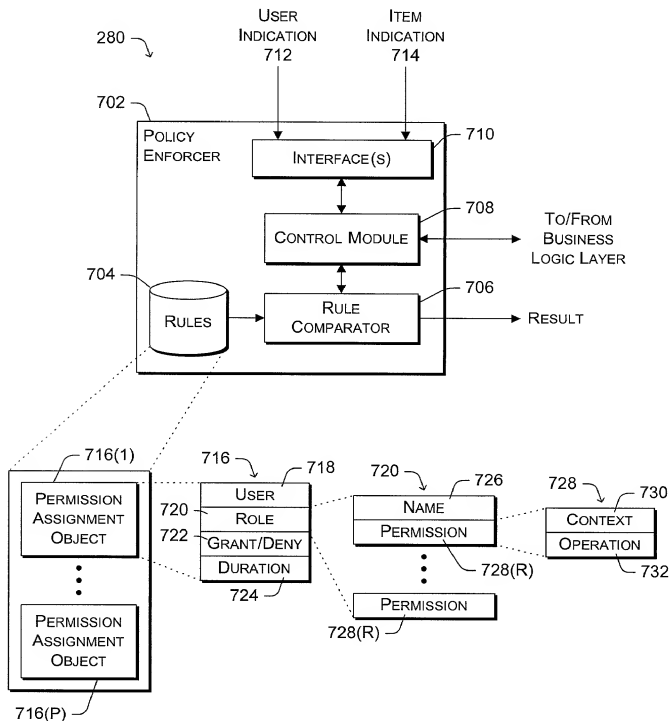 USER
INDICATION
712
ITEM
INDICATION
714
280
702
POLICY
ENFORCER
INTERFACE(S)
710
708
CONTROL MODULE
TO/FROM
BUSINESS
LOGIC LAYER
704
706
RULES
RULE
COMPARATOR
RESULT
716(1)
PERMISSION
ASSIGNMENT
OBJECT
PERMISSION
ASSIGNMENT
OBJECT
716(P)
716
718
USER
720
ROLE
722
GRANT/DENY
DURATION
724
720
726
NAME
PERMISSION
728(R)
PERMISSION
728(R)
728
730
CONTEXT
OPERATION
732